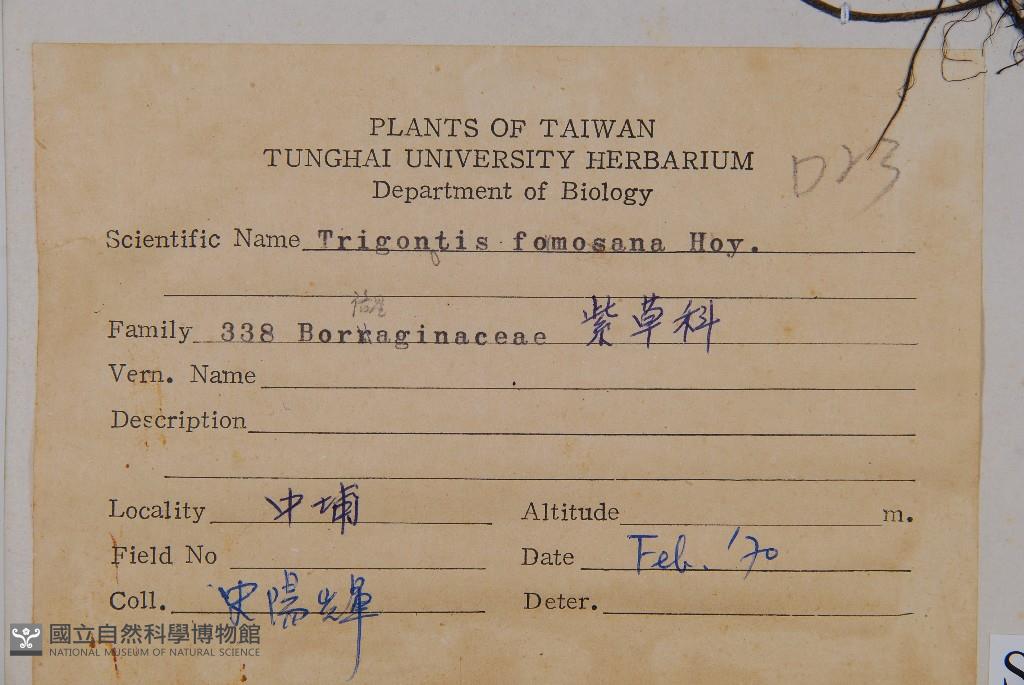 PLANTS OF TAIWAN
TUNGHAI UNIVERSITY HERBARIUM
D23
Department of Biology
Scientific Name Trigontis fomosana Hoy.
Family 338 Borraginaceae 紫草科
Vern. Name
Description
Locality 中埔
Altitude m.
Field No
Date Feb. '70
Coll. 陽輝
Deter.
國立自然科學博物館
NATIONAL MUSEUM OF NATURAL SCIENCE